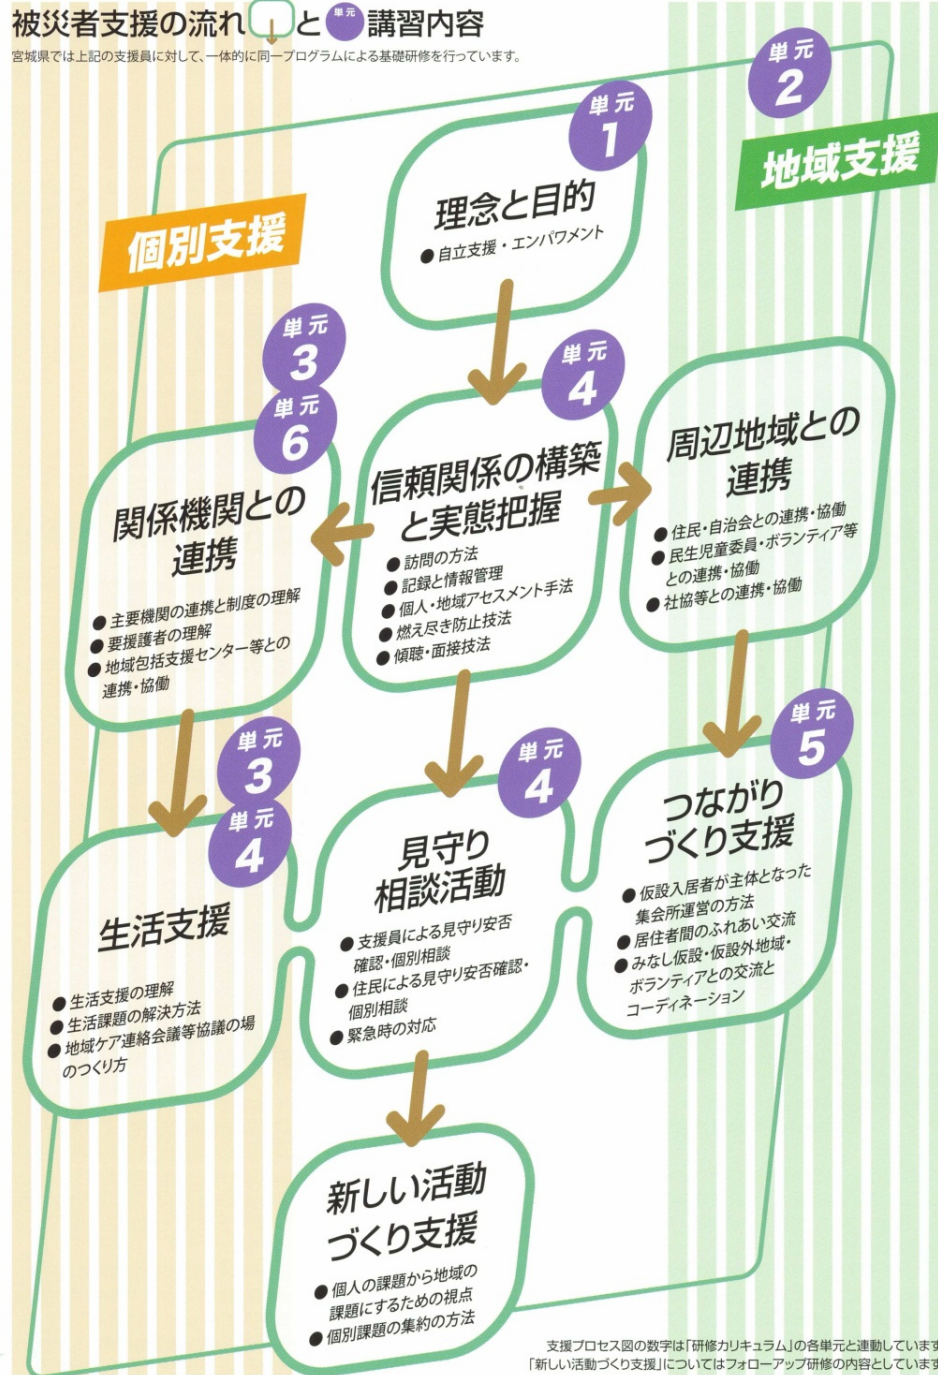 被災者支援の流れ と 単元 講習内容
宮城県では上記の支援員に対して、一体的に同一プログラムによる基礎研修を行っています。
単元
2
地域支援
単元
1
理念と目的
●自立支援・エンパワメント
個別支援
単元
3
単元
6
関係機関との
連携
●主要機関の連携と制度の理解
●要援護者の理解
●地域包括支援センター等との
連携・協働
単元
4
信頼関係の構築
と実態把握
●訪問の方法
●記録と情報管理
●個人・地域アセスメント手法
●燃え尽き防止技法
●傾聴・面接技法
周辺地域との
連携
●住民・自治会との連携・協働
●民生児童委員・ボランティア等
との連携・協働
●社協等との連携・協働
単元
3
単元
4
生活支援
●生活支援の理解
●生活課題の解決方法
●地域ケア連絡会議等協議の場
のつくり方
単元
4
見守り
相談活動
●支援員による見守り安否
確認・個別相談
●住民による見守り安否確認・
個別相談
●緊急時の対応
単元
5
つながり
づくり支援
●仮設入居者が主体となった
集会所運営の方法
●居住者間のふれあい交流
●みなし仮設・仮設外地域・
ボランティアとの交流と
コーディネーション
新しい活動
づくり支援
●個人の課題から地域の
課題にするための視点
●個別課題の集約の方法
支援プロセス図の数字は「研修カリキュラム」の各単元と連動しています
「新しい活動づくり支援」についてはフォローアップ研修の内容としています